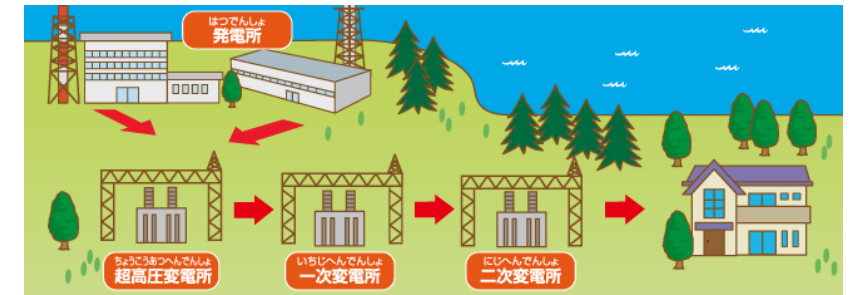 はつでんしょ
発電所
ちょうこうあつへんでんしょ
超高圧変電所
いちじへんでんしょ
一次変電所
にじへんでんしょ
二次変電所